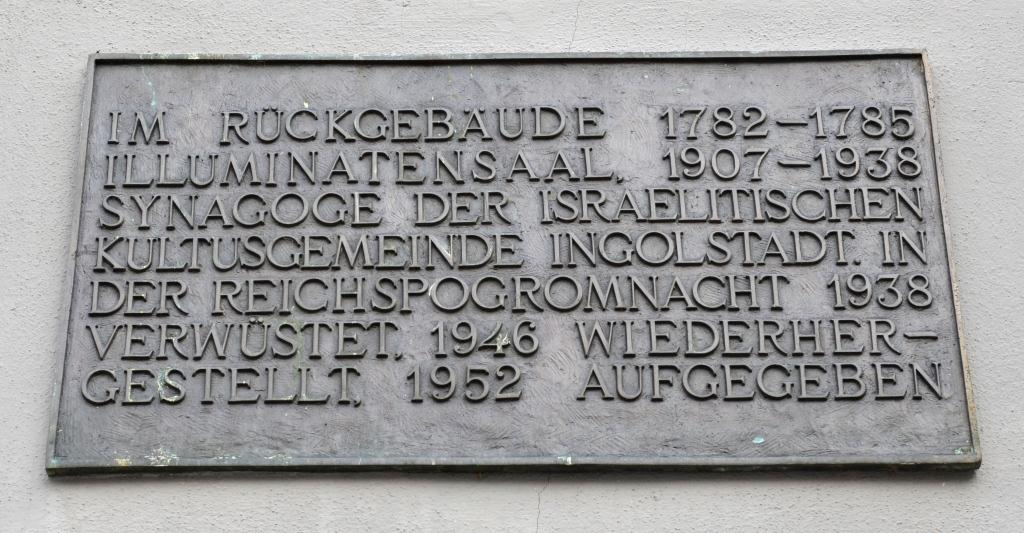 IM RÜCKGEBÄUDE 1782–1785
ILLUMINATENSAAL, 1907–1938
SYNAGOGE DER ISRAELITISCHEN
KULTUSGEMEINDE INGOLSTADT. IN
DER REICHSPOGROMNACHT 1938
VERWÜSTET, 1946 WIEDERHER–
GESTELLT, 1952 AUFGEGEBEN